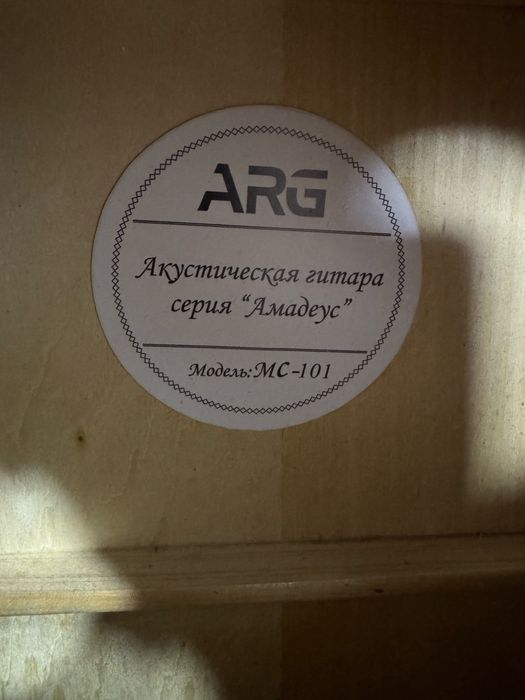 ARG
Акустическая гитара
серия “Амадеус”
Модель: МС-101